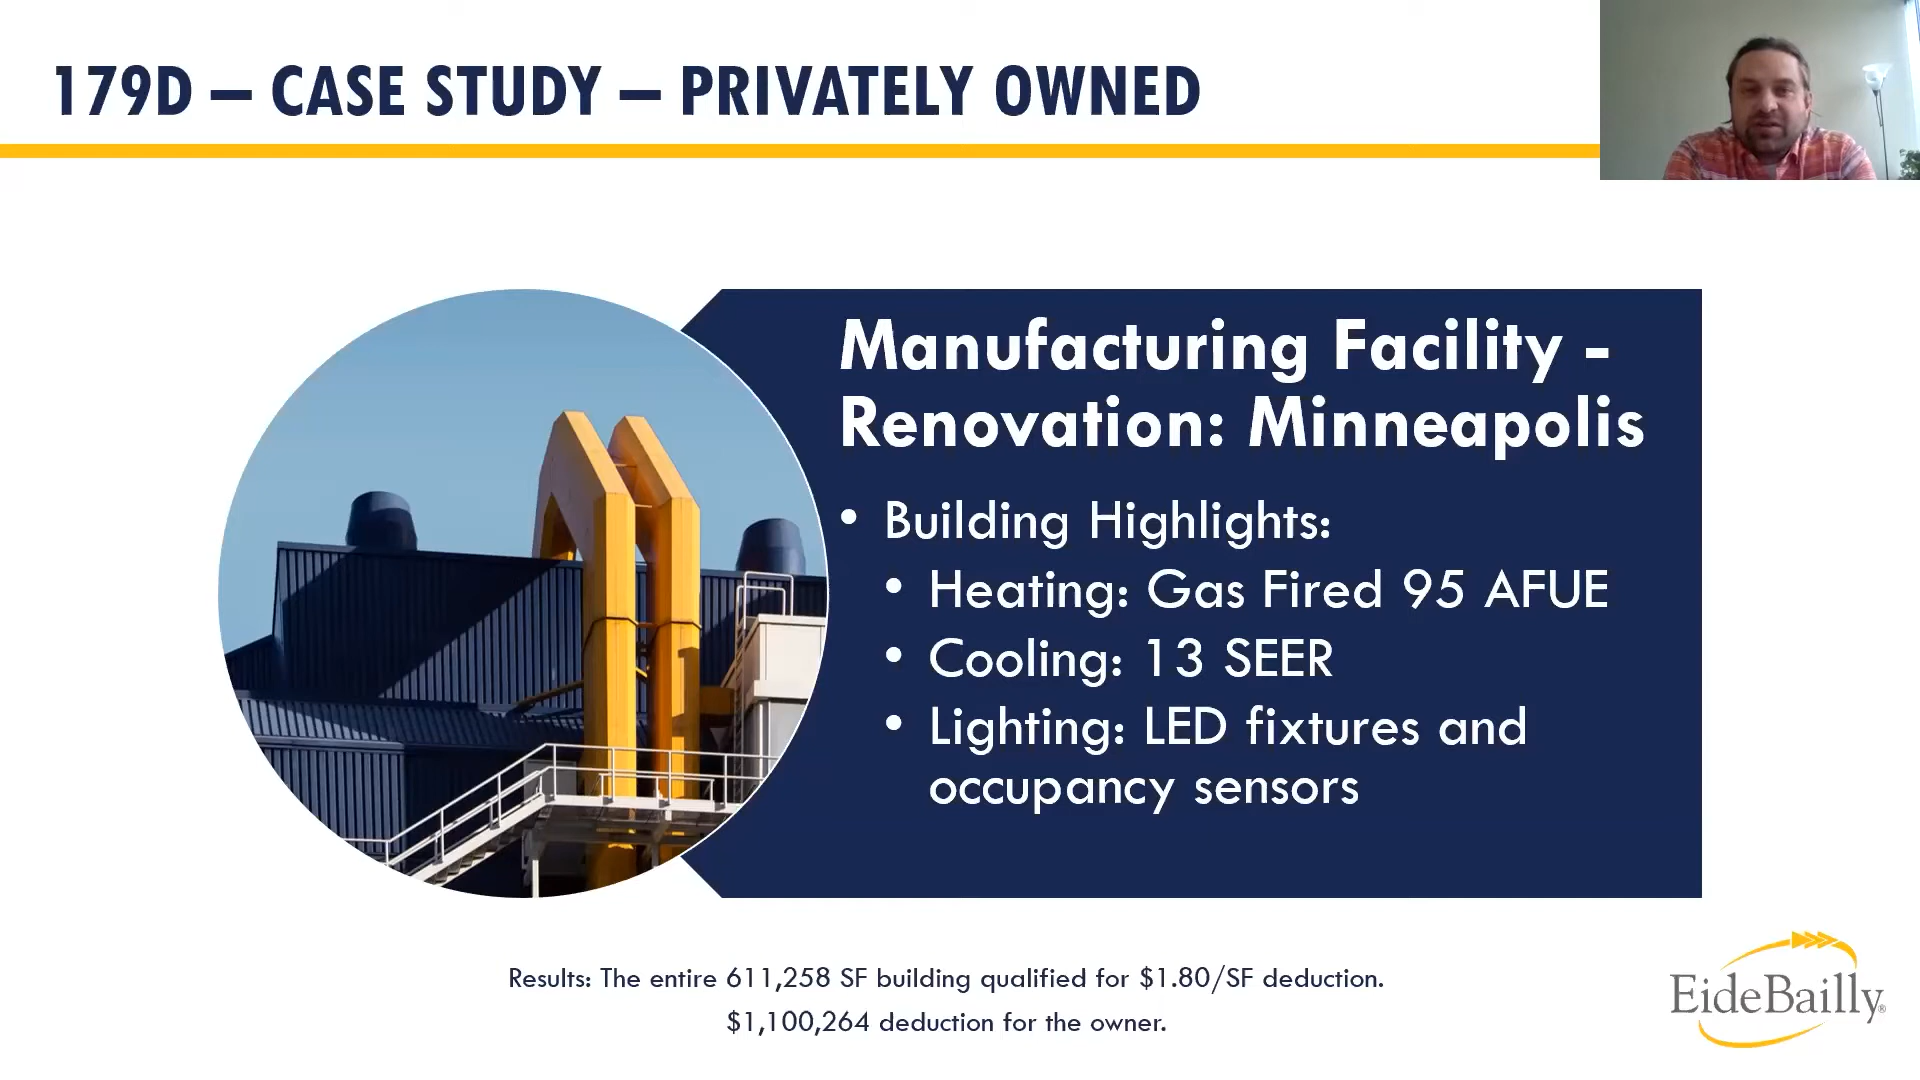 179D – CASE STUDY – PRIVATELY OWNED
Manufacturing Facility -
Renovation: Minneapolis
• Building Highlights:
• Heating: Gas Fired 95 AFUE
• Cooling: 13 SEER
• Lighting: LED fixtures and
occupancy sensors
Results: The entire 611,258 SF building qualified for $1.80/SF deduction.
$1,100,264 deduction for the owner.
EideBailly®